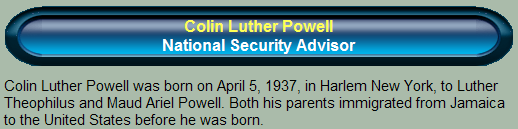 Colin Luther Powell
National Security Advisor
Colin Luther Powell was born on April 5, 1937, in Harlem New York, to Luther
Theophilus and Maud Ariel Powell. Both his parents immigrated from Jamaica
to the United States before he was born.